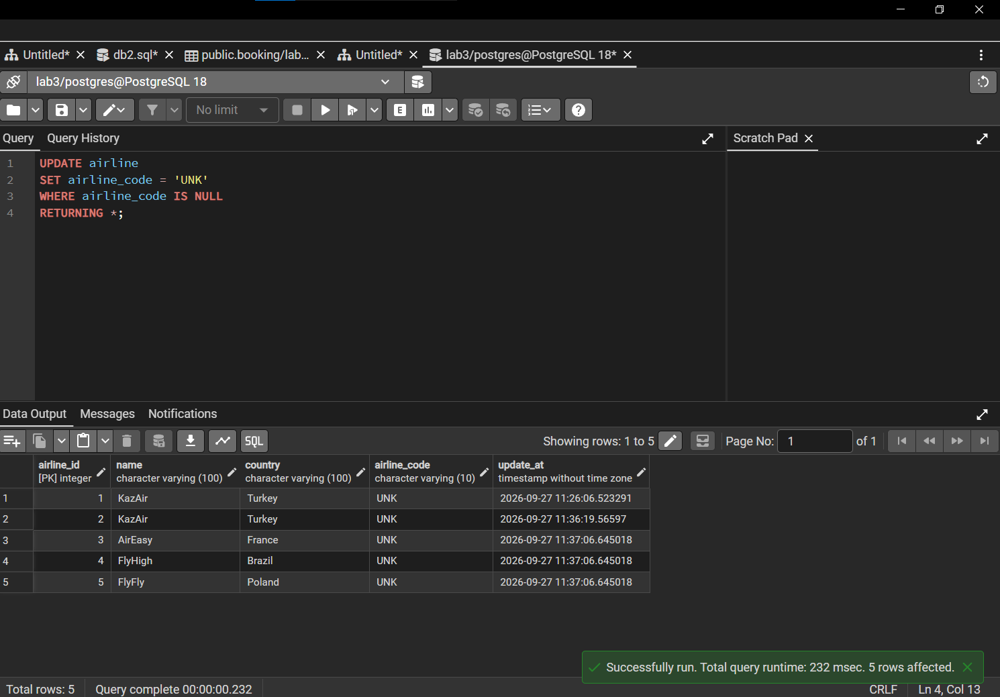 Untitled* db2.sql* public.booking/lab... Untitled* lab3/postgres@PostgreSQL 18*
lab3/postgres@PostgreSQL 18
No limit E
Query Query History Scratch Pad
1 UPDATE airline
2 SET airline_code = 'UNK'
3 WHERE airline_code IS NULL
4 RETURNING *;
Data Output Messages Notifications
SQL Showing rows: 1 to 5 Page No: 1 of 1
airline_id name country airline_code update_at
[PK] integer character varying (100) character varying (100) character varying (10) timestamp without time zone
1 1 KazAir Turkey UNK 2026-09-27 11:26:06.523291
2 2 KazAir Turkey UNK 2026-09-27 11:36:19.56597
3 3 AirEasy France UNK 2026-09-27 11:37:06.645018
4 4 FlyHigh Brazil UNK 2026-09-27 11:37:06.645018
5 5 FlyFly Poland UNK 2026-09-27 11:37:06.645018
Successfully run. Total query runtime: 232 msec. 5 rows affected.
Total rows: 5 Query complete 00:00:00.232 CRLF Ln 4, Col 13